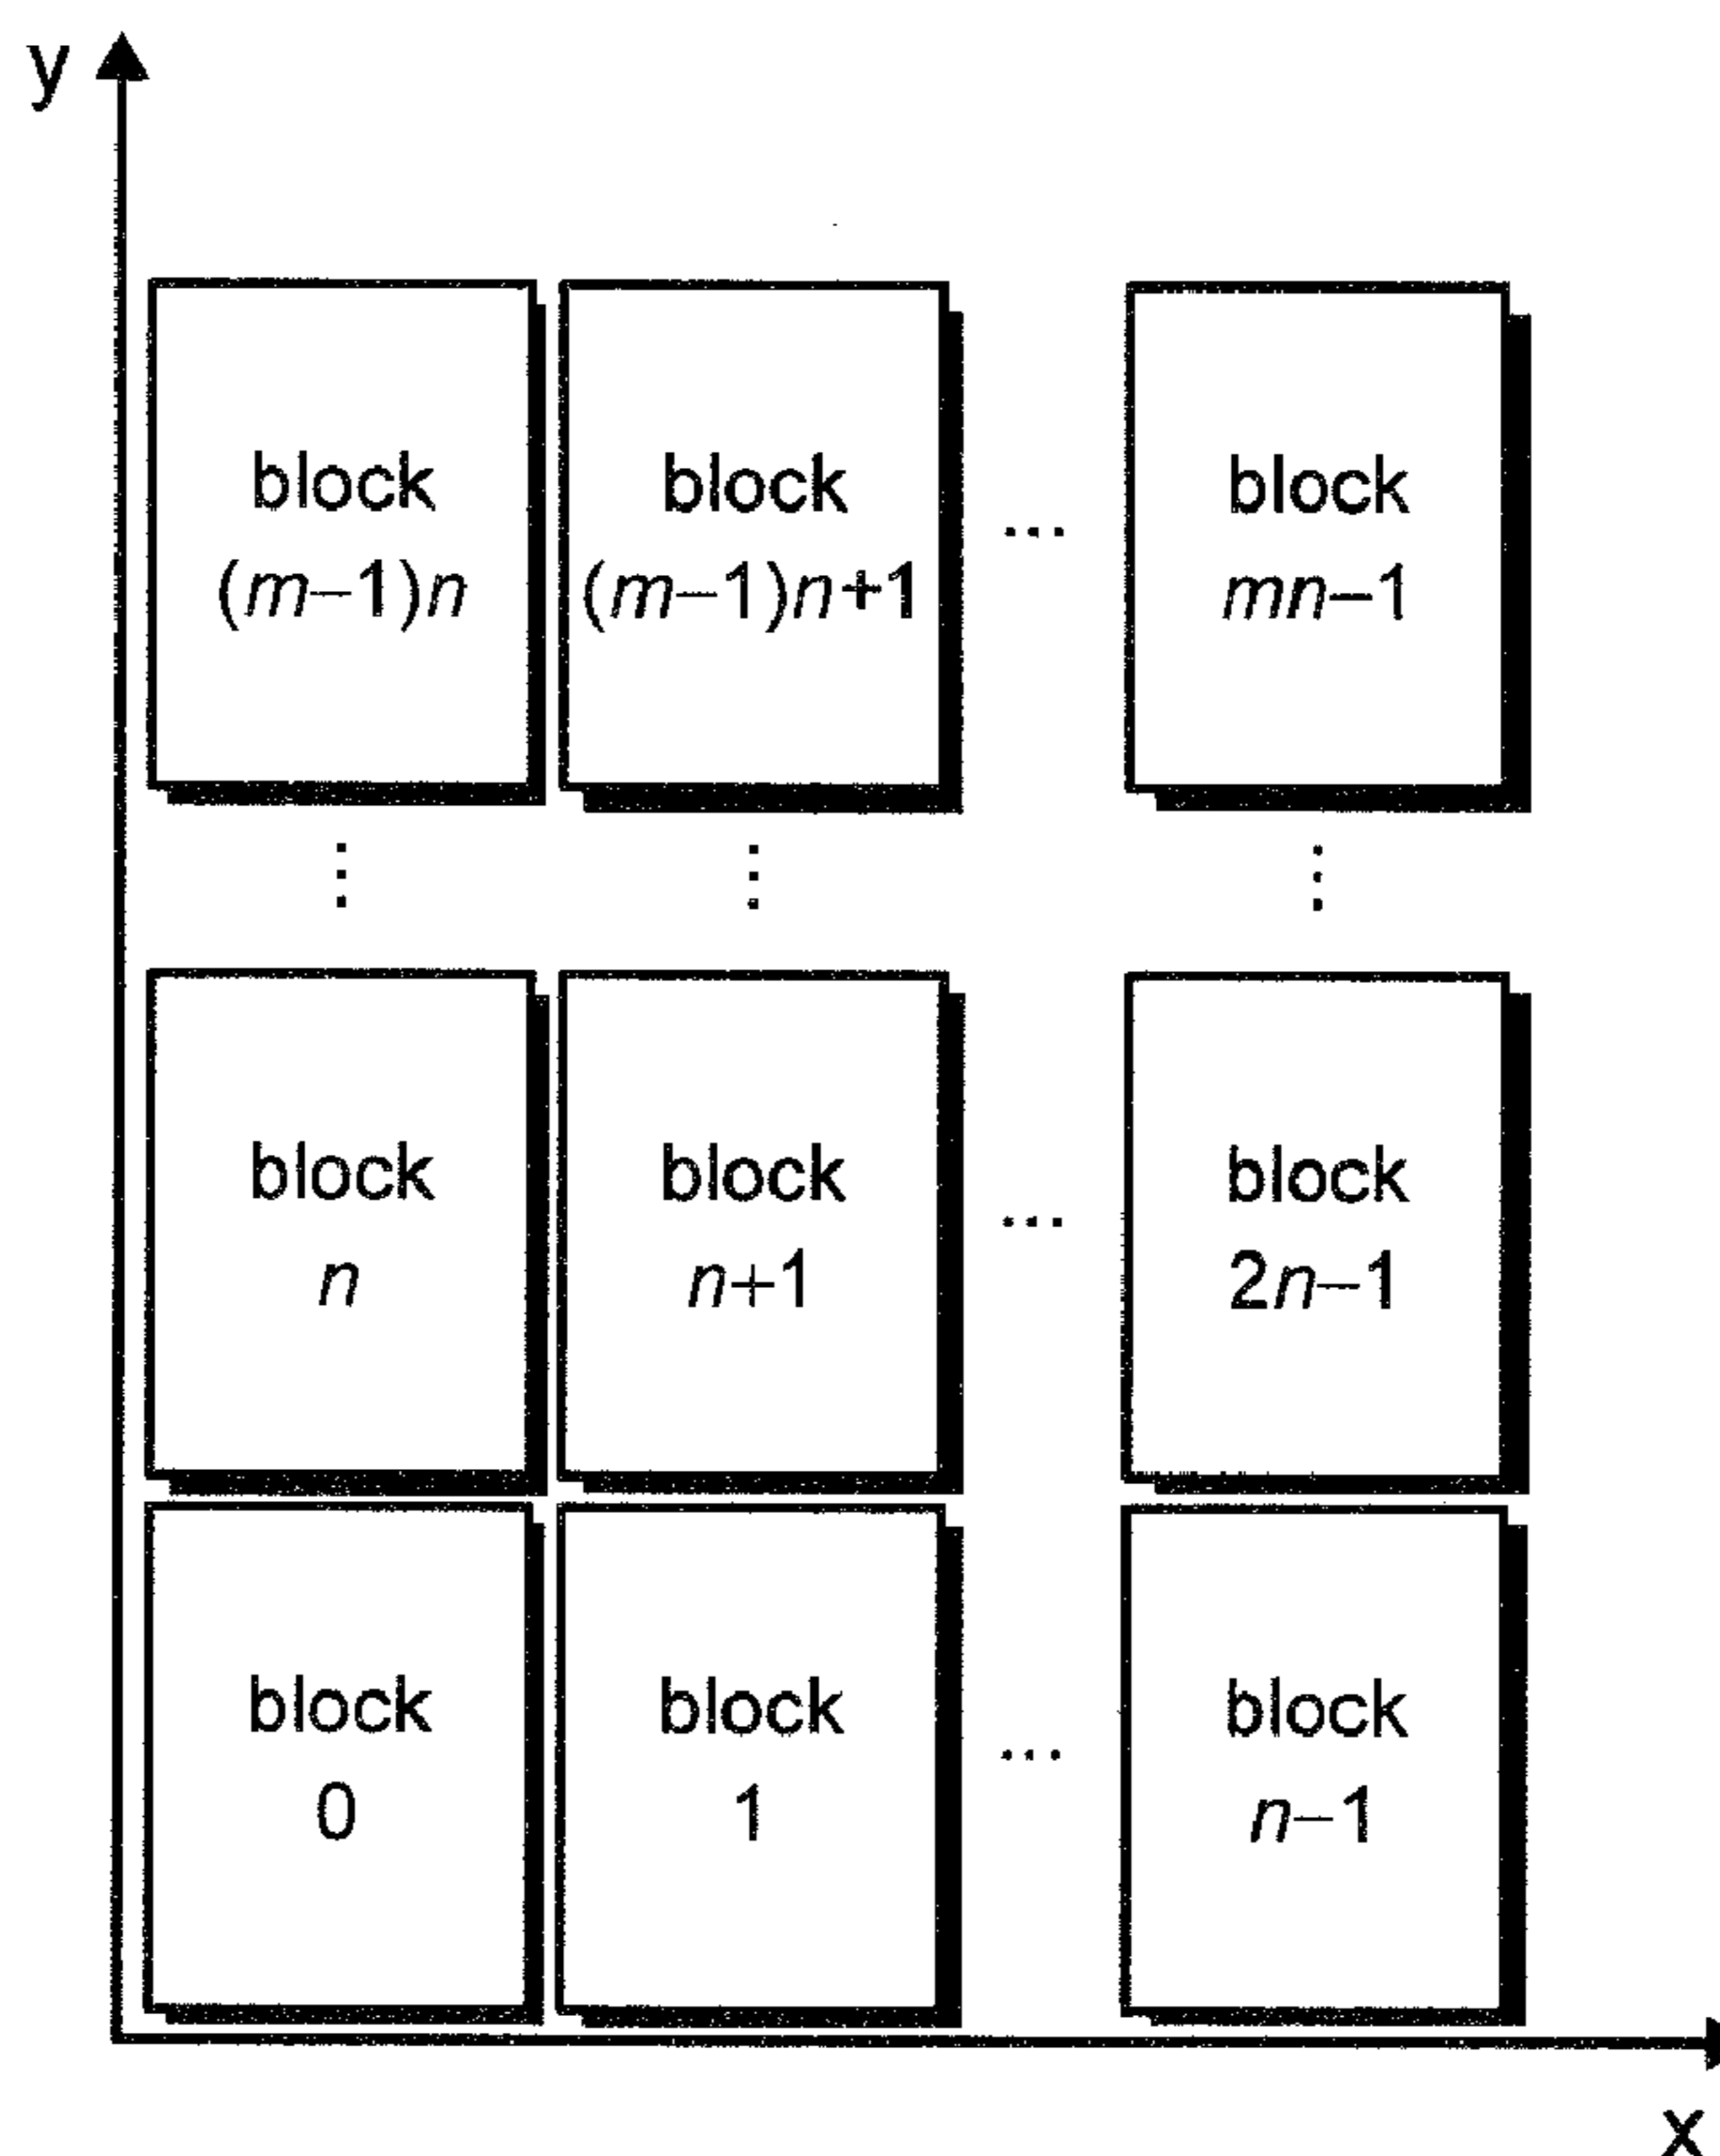 y
block
(m–1)n
block
(m–1)n+1
...
block
mn–1
block
n
block
n+1
...
block
2n–1
block
0
block
1
...
block
n–1
x